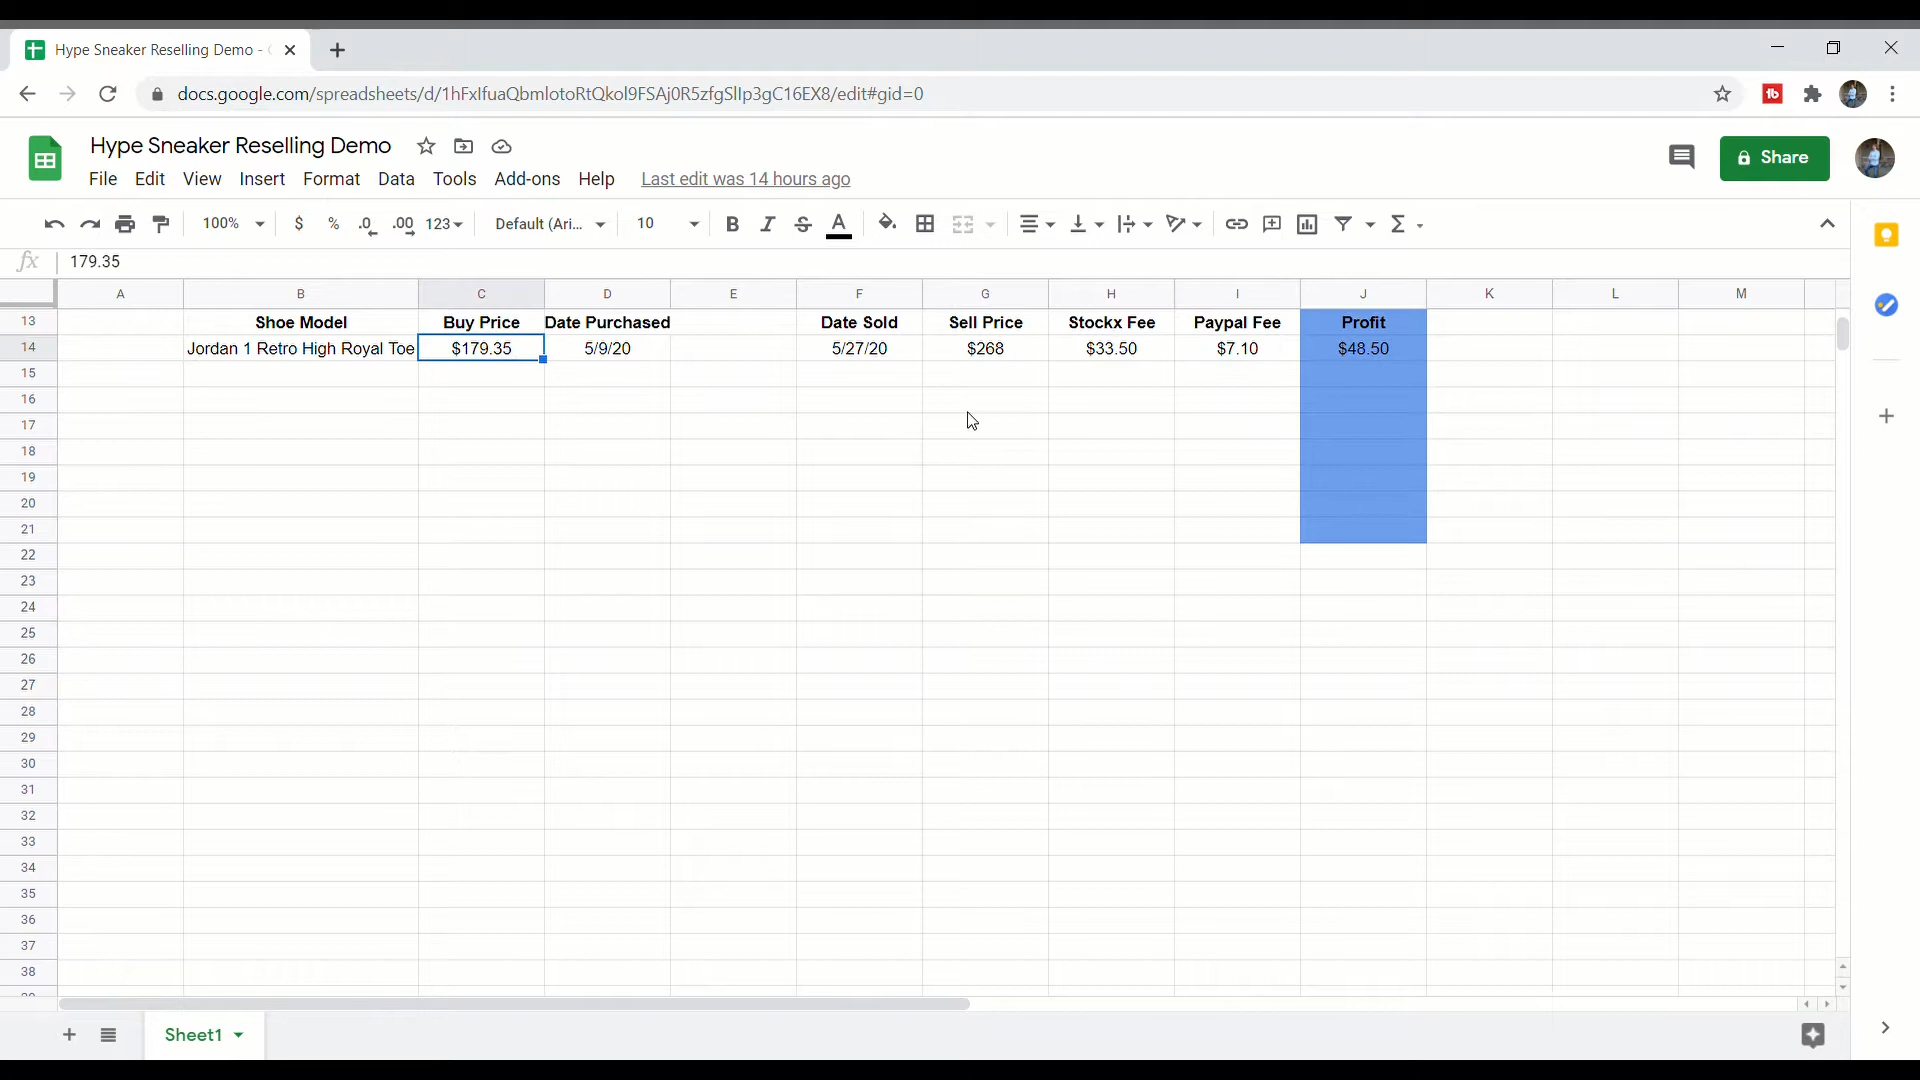 Hype Sneaker Reselling Demo -
docs.google.com/spreadsheets/d/1hFxIfuaQbmlotoRtQkol9FSAj0R5zfgSlIp3gC16EX8/edit#gid=0
Hype Sneaker Reselling Demo
Share
File Edit View Insert Format Data Tools Add-ons Help Last edit was 14 hours ago
100% $ % .0 .00 123 Default (Ari... 10 B I S A Σ
fx 179.35
A B C D E F G H I J K L M
13 Shoe Model Buy Price Date Purchased Date Sold Sell Price Stockx Fee Paypal Fee Profit
14 Jordan 1 Retro High Royal Toe $179.35 5/9/20 5/27/20 $268 $33.50 $7.10 $48.50
15
16
17
18
19
20
21
22
23
24
25
26
27
28
29
30
31
32
33
34
35
36
37
38
Sheet1